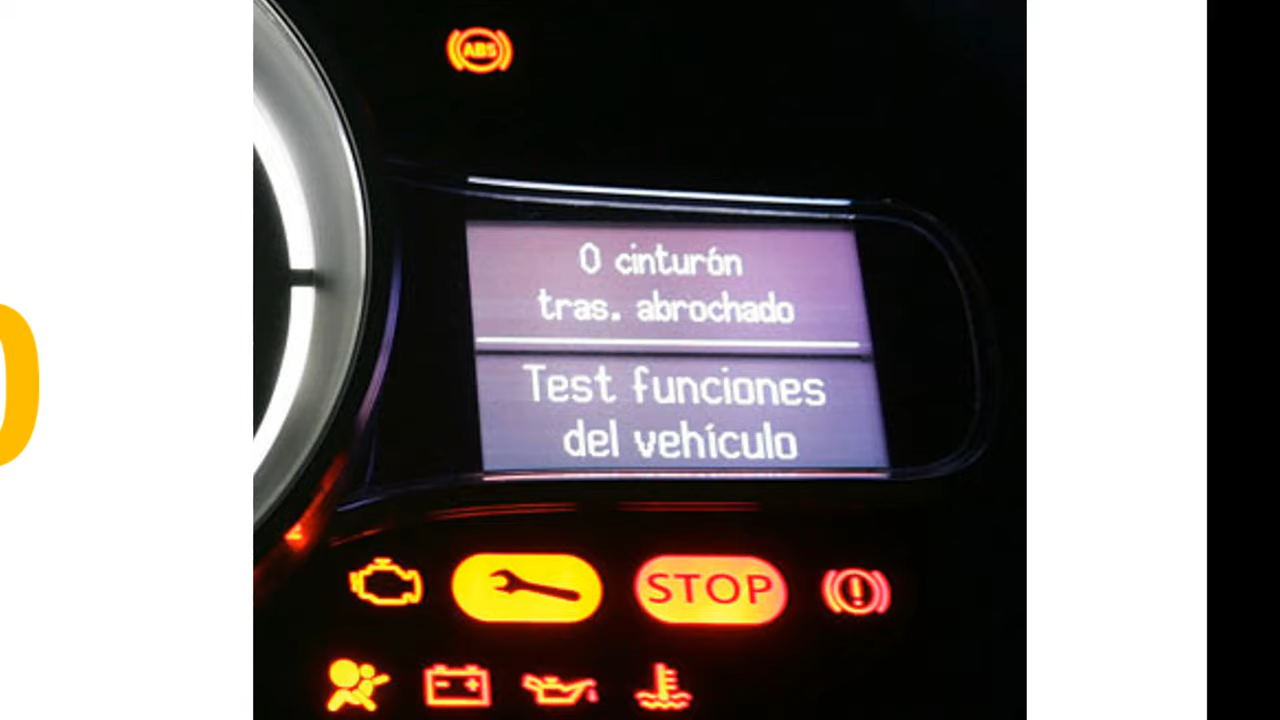 ABS
0 cinturón
tras. abrochado
Test funciones
del vehículo
STOP